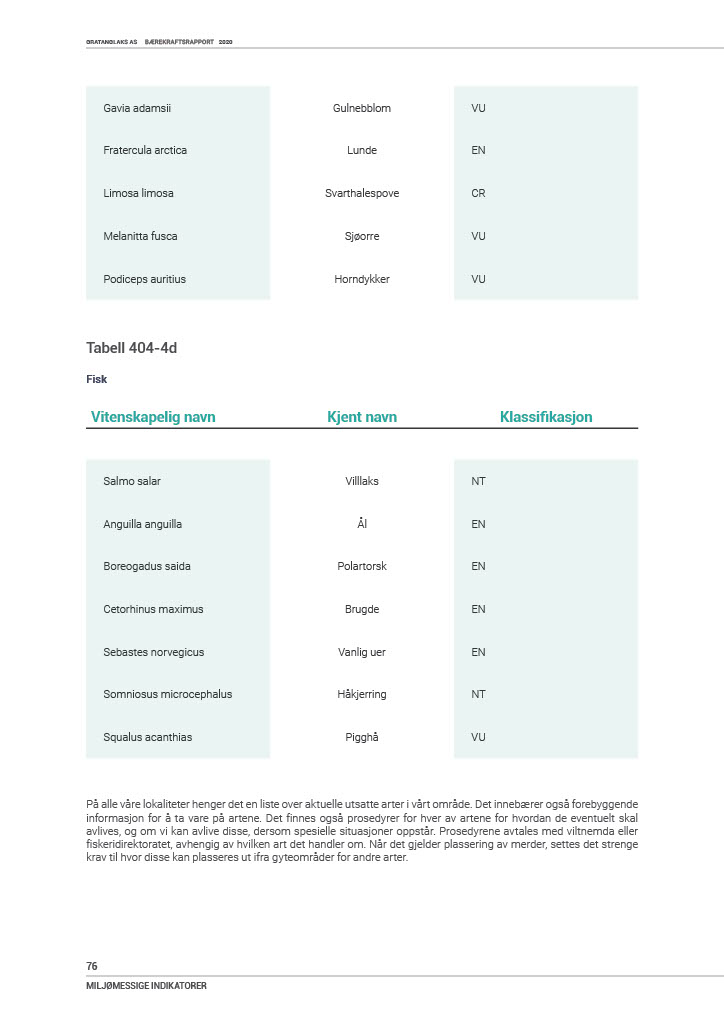 GRATANGLAKS AS BÆREKRAFTSRAPPORT 2020
Gavia adamsii Gulnebblom VU
Fratercula arctica Lunde EN
Limosa limosa Svarthalespove CR
Melanitta fusca Sjøorre VU
Podiceps auritius Horndykker VU
Tabell 404-4d
Fisk
Vitenskapelig navn Kjent navn Klassifikasjon
Salmo salar Villlaks NT
Anguilla anguilla Ål EN
Boreogadus saida Polartorsk EN
Cetorhinus maximus Brugde EN
Sebastes norvegicus Vanlig uer EN
Somniosus microcephalus Håkjerring NT
Squalus acanthias Pigghå VU
På alle våre lokaliteter henger det en liste over aktuelle utsatte arter i vårt område. Det innebærer også forebyggende
informasjon for å ta vare på artene. Det finnes også prosedyrer for hver av artene for hvordan de eventuelt skal
avlives, og om vi kan avlive disse, dersom spesielle situasjoner oppstår. Prosedyrene avtales med viltnemda eller
fiskeridirektoratet, avhengig av hvilken art det handler om. Når det gjelder plassering av merder, settes det strenge
krav til hvor disse kan plasseres ut ifra gyteområder for andre arter.
76
MILJØMESSIGE INDIKATORER